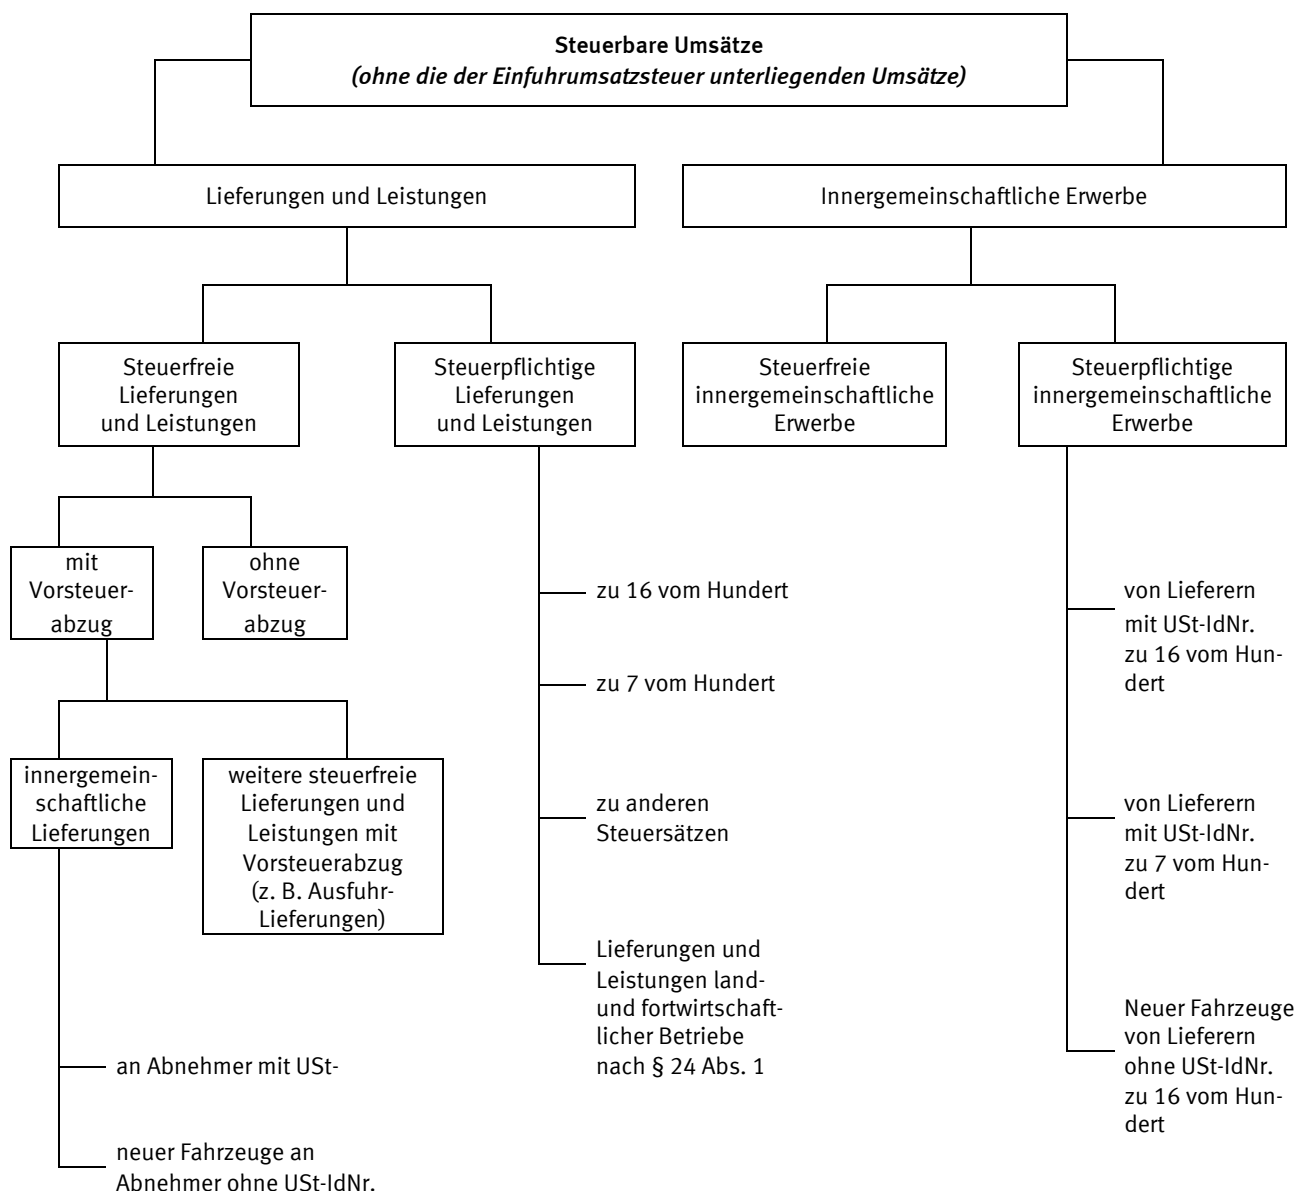 Steuerbare Umsätze
(ohne die der Einfuhrumsatzsteuer unterliegenden Umsätze)
Lieferungen und Leistungen
Innergemeinschaftliche Erwerbe
Steuerfreie
Lieferungen
und Leistungen
Steuerpflichtige
Lieferungen
und Leistungen
Steuerfreie
innergemeinschaftliche
Erwerbe
Steuerpflichtige
innergemeinschaftliche
Erwerbe
mit
Vorsteuer-
abzug
ohne
Vorsteuer-
abzug
innergemein-
schaftliche
Lieferungen
weitere steuerfreie
Lieferungen und
Leistungen mit
Vorsteuerabzug
(z. B. Ausfuhr-
Lieferungen)
an Abnehmer mit USt-
neuer Fahrzeuge an
Abnehmer ohne USt-IdNr.
zu 16 vom Hundert
zu 7 vom Hundert
zu anderen
Steuersätzen
Lieferungen und
Leistungen land-
und fortwirtschaft-
licher Betriebe
nach § 24 Abs. 1
von Lieferern
mit USt-IdNr.
zu 16 vom Hun-
dert
von Lieferern
mit USt-IdNr.
zu 7 vom Hun-
dert
Neuer Fahrzeuge
von Lieferern
ohne USt-IdNr.
zu 16 vom Hun-
dert